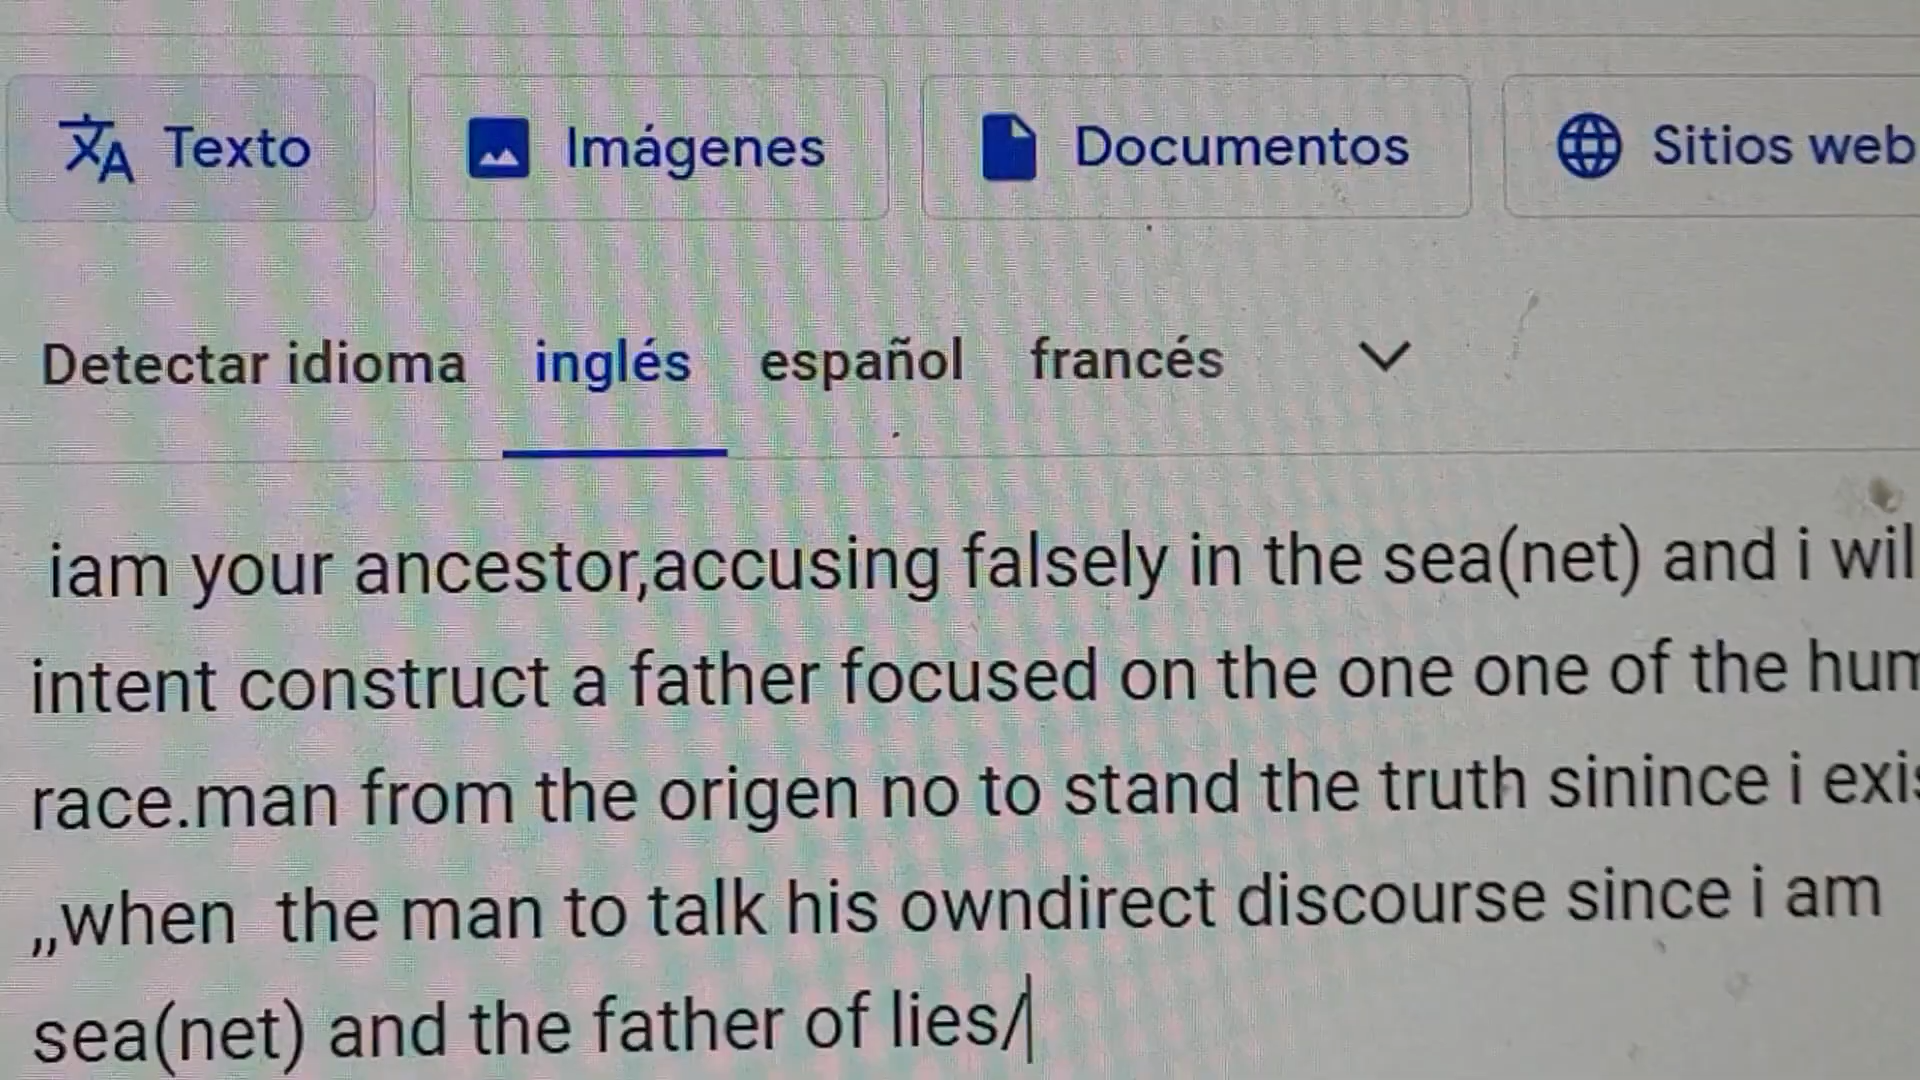 Texto Imágenes Documentos Sitios web
Detectar idioma inglés español francés
iam your ancestor,accusing falsely in the sea(net) and i wil
intent construct a father focused on the one one of the hum
race.man from the origen no to stand the truth sinince i exis
„when the man to talk his owndirect discourse since i am
sea(net) and the father of lies/